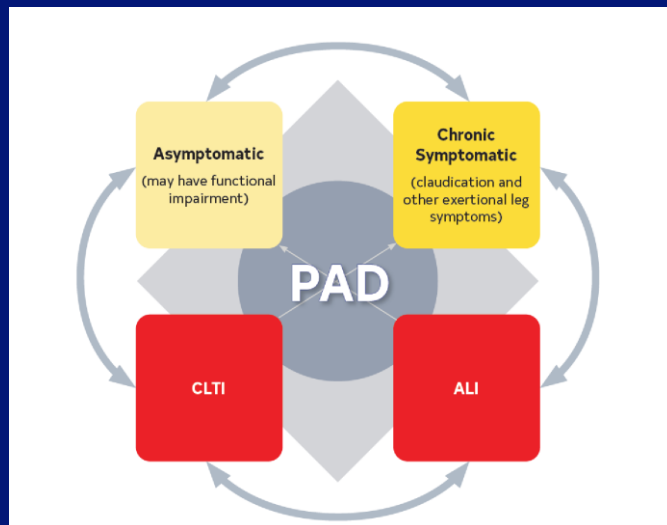 Asymptomatic
(may have functional
impairment)
Chronic
Symptomatic
(claudication and
other exertional leg
symptoms)
PAD
CLTI
ALI